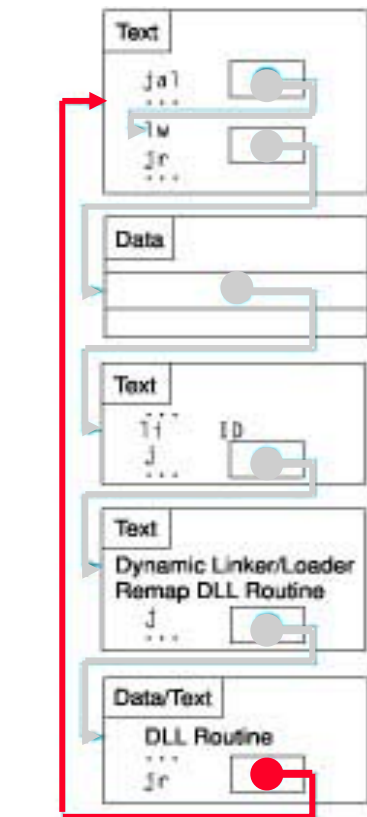 Text
jal
...
lw
jr
...
Data
Text
...
li ID
j
...
Text
Dynamic Linker/Loader
Remap DLL Routine
j
...
Data/Text
DLL Routine
...
jr